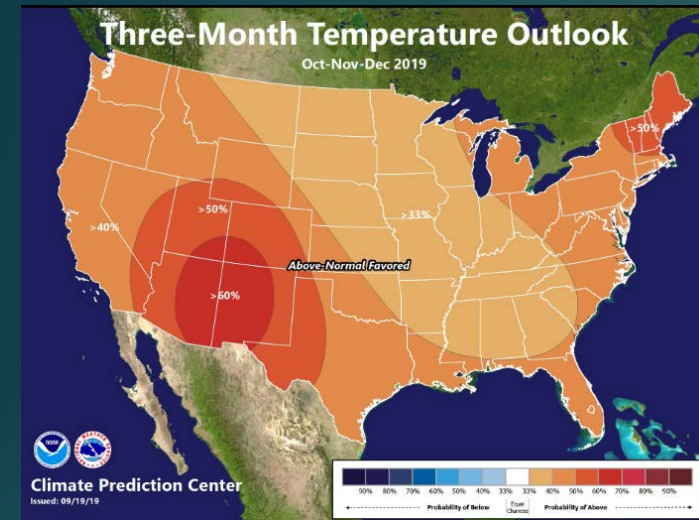 Three-Month Temperature Outlook
Oct-Nov-Dec 2019
>50%
>50%
>33%
>40%
Above-Normal Favored
>60%
NOAA
Climate Prediction Center
Issued: 09/19/19
90% 80% 70% 60% 50% 40% 33% 33% 40% 50% 60% 70% 80% 90%
Probability of Below Equal Chances Probability of Above